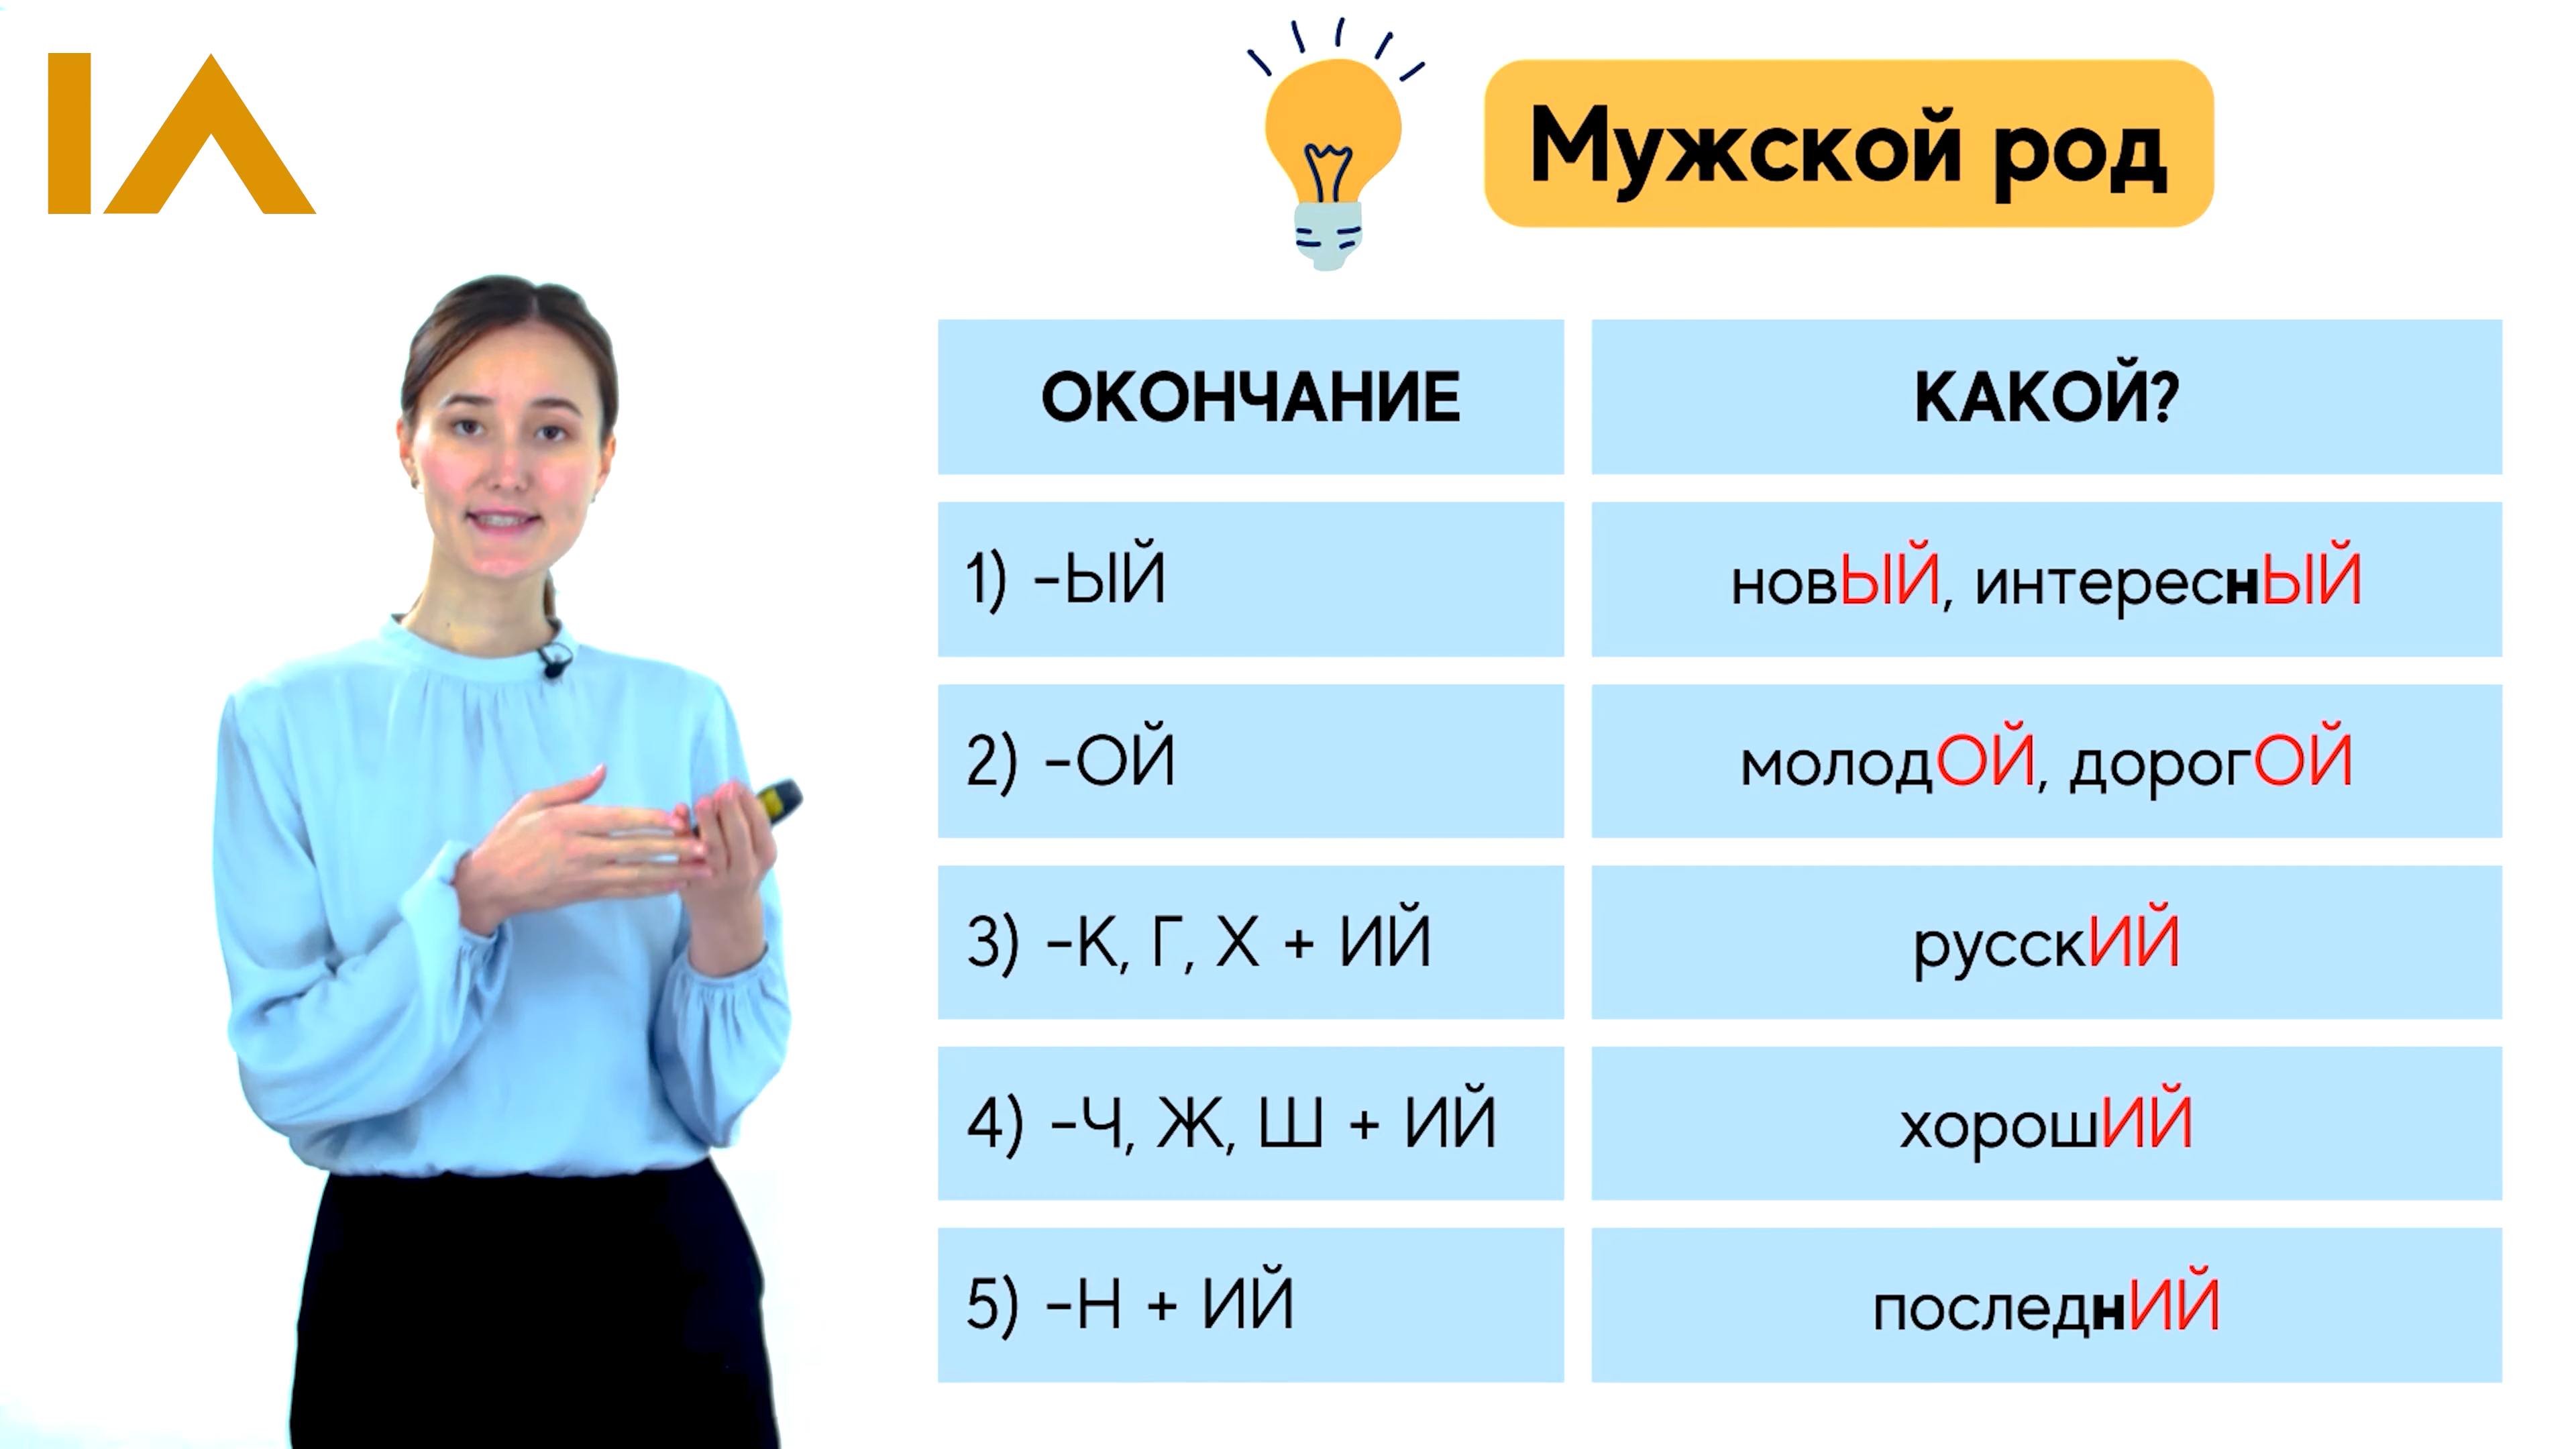 IΛ
Мужской род
ОКОНЧАНИЕ КАКОЙ?
1) -ЫЙ новЫЙ, интереснЫЙ
2) -ОЙ молодОЙ, дорогОЙ
3) -К, Г, Х + ИЙ русскИЙ
4) -Ч, Ж, Ш + ИЙ хорошИЙ
5) -Н + ИЙ последнИЙ